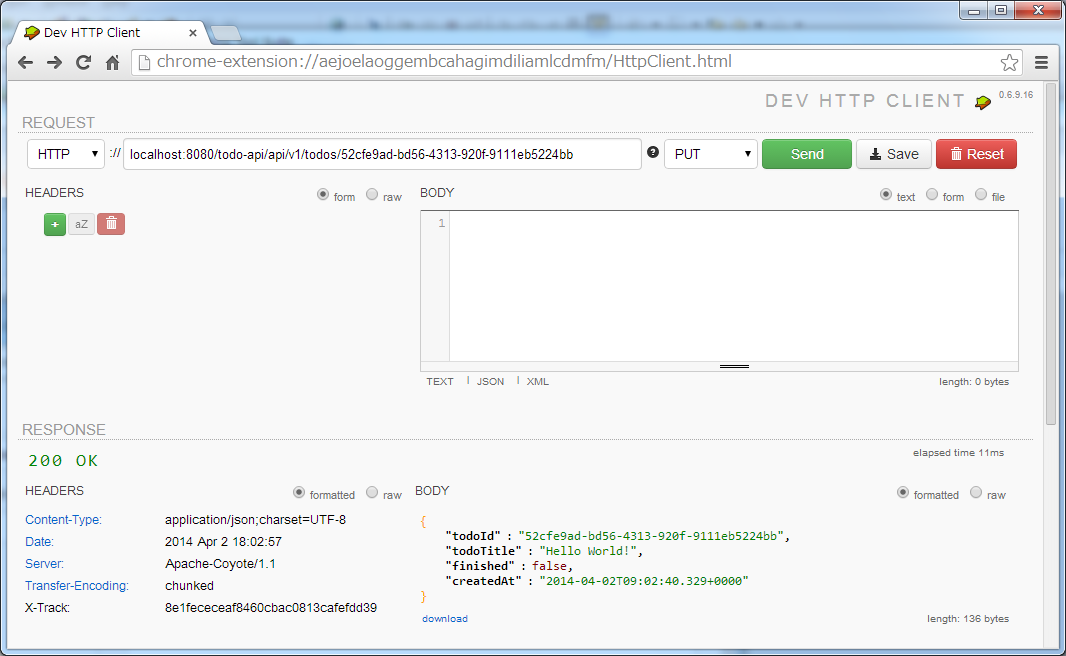 Dev HTTP Client
chrome-extension://aejoelaoggembcahagimdiliamlcdmfm/HttpClient.html
DEV HTTP CLIENT 0.6.9.16
REQUEST
HTTP :// localhost:8080/todo-api/api/v1/todos/52cfe9ad-bd56-4313-920f-9111eb5224bb PUT Send Save Reset
HEADERS form raw BODY text form file
+ aZ
1
TEXT JSON XML length: 0 bytes
RESPONSE
200 OK elapsed time 11ms
HEADERS formatted raw BODY formatted raw
Content-Type: application/json;charset=UTF-8
Date: 2014 Apr 2 18:02:57
Server: Apache-Coyote/1.1
Transfer-Encoding: chunked
X-Track: 8e1fececeaf8460cbac0813cafefdd39
{
"todoId" : "52cfe9ad-bd56-4313-920f-9111eb5224bb",
"todoTitle" : "Hello World!",
"finished" : false,
"createdAt" : "2014-04-02T09:02:40.329+0000"
}
download length: 136 bytes